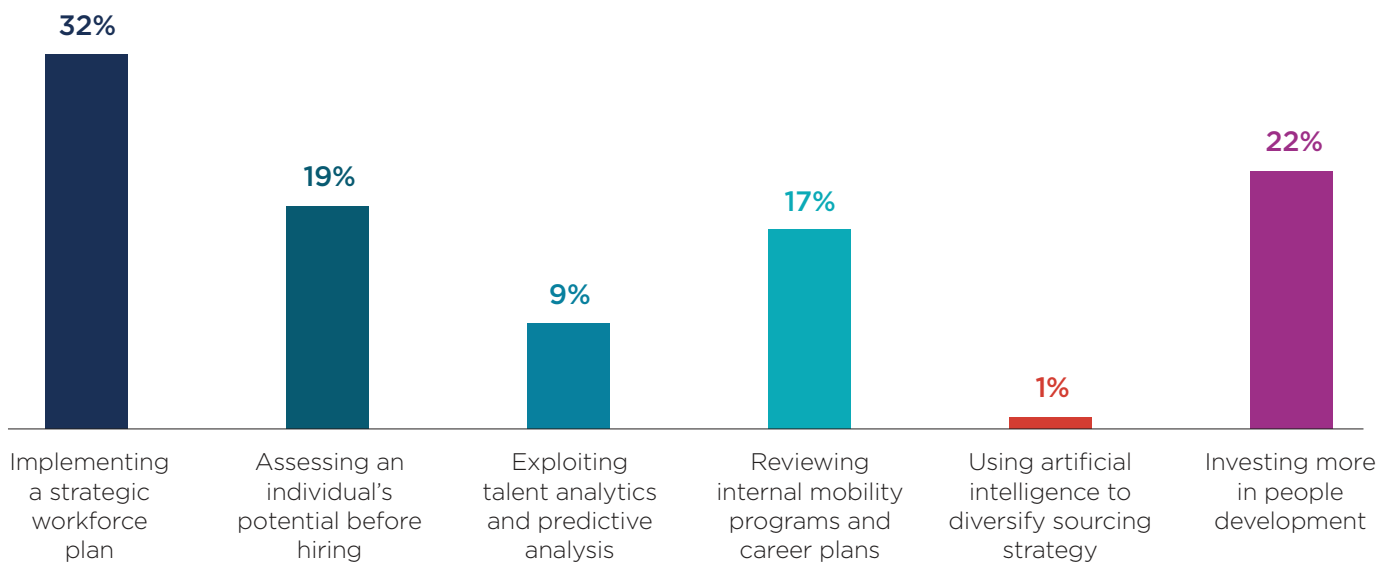 32%
19%
9%
17%
1%
22%
Implementing
a strategic
workforce
plan
Assessing an
individual's
potential before
hiring
Exploiting
talent analytics
and predictive
analysis
Reviewing
internal mobility
programs and
career plans
Using artificial
intelligence to
diversify sourcing
strategy
Investing more
in people
development